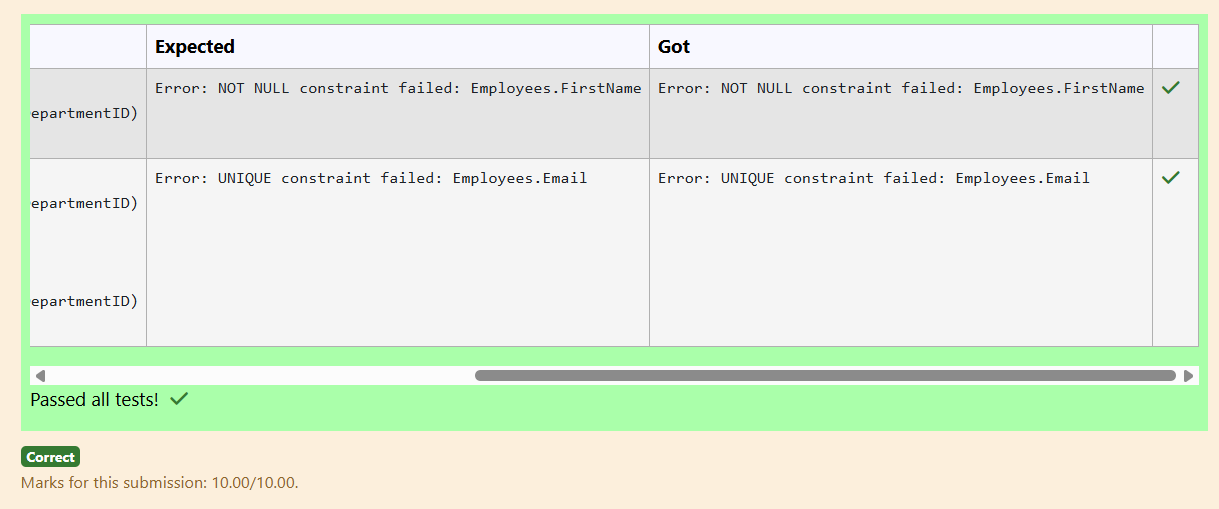 Expected Got
Error: NOT NULL constraint failed: Employees.FirstName Error: NOT NULL constraint failed: Employees.FirstName
epartmentID)
Error: UNIQUE constraint failed: Employees.Email Error: UNIQUE constraint failed: Employees.Email
epartmentID)
epartmentID)
Passed all tests!
Correct
Marks for this submission: 10.00/10.00.